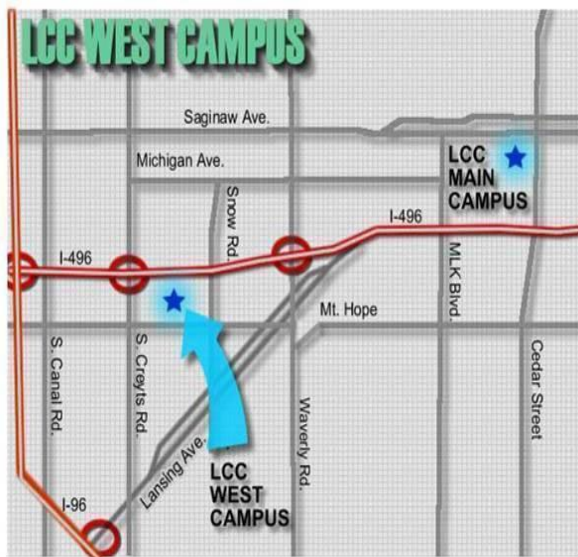 LCC WEST CAMPUS
Saginaw Ave.
Michigan Ave.
LCC
MAIN
CAMPUS
Snow Rd.
I-496
I-496
MLK Blvd.
Mt. Hope
S. Canal Rd.
S. Creyts Rd.
Waverly Rd.
Cedar Street
Lansing Ave.
LCC
WEST
CAMPUS
I-96